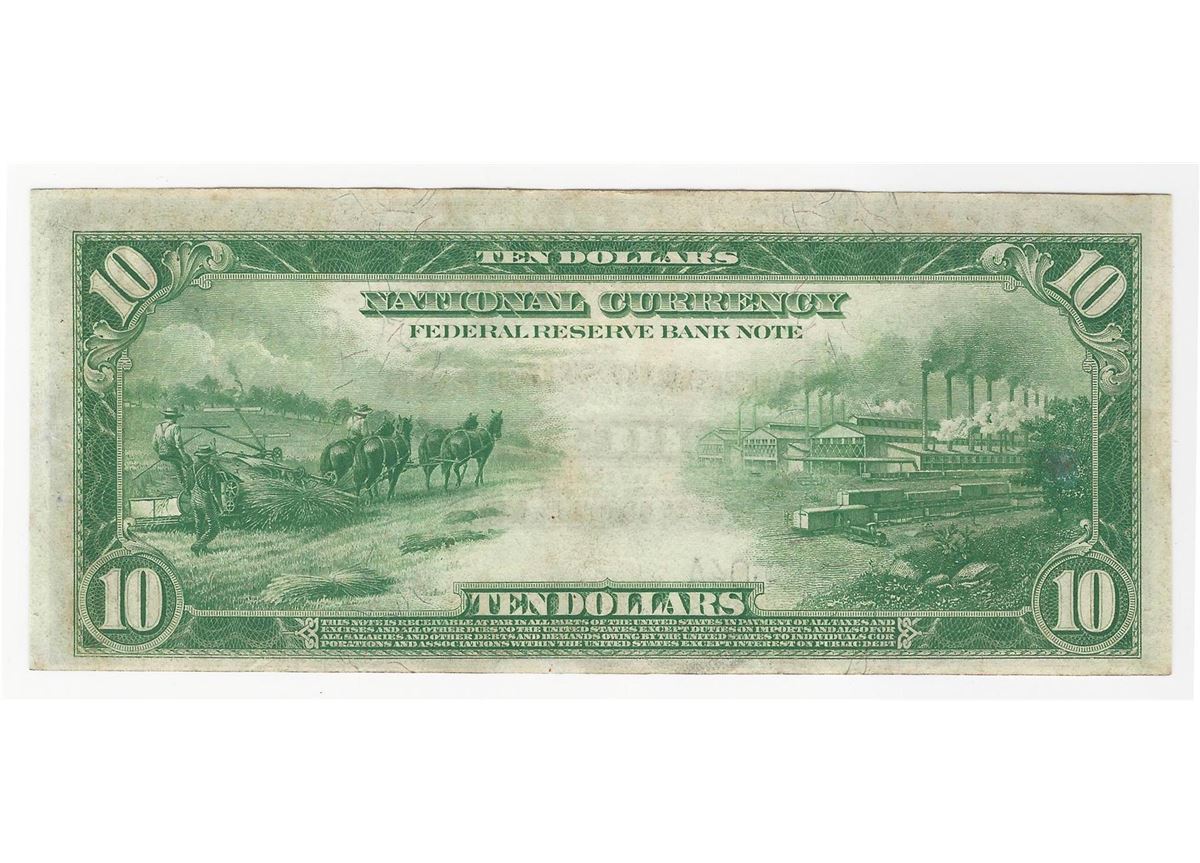 10 TEN DOLLARS 10
NATIONAL CURRENCY
FEDERAL RESERVE BANK NOTE
10 TEN DOLLARS 10
THIS NOTE IS RECEIVABLE AT PAR IN ALL PARTS OF THE UNITED STATES IN PAYMENT OF ALL TAXES AND
EXCISES AND ALL OTHER DUES TO THE UNITED STATES, EXCEPT DUTIES ON IMPORTS AND ALSO FOR
ALL SALARIES AND OTHER DEBTS AND DEMANDS OWING BY THE UNITED STATES TO INDIVIDUALS COR
PORATIONS AND ASSOCIATIONS WITHIN THE UNITED STATES EXCEPT INTEREST ON PUBLIC DEBT